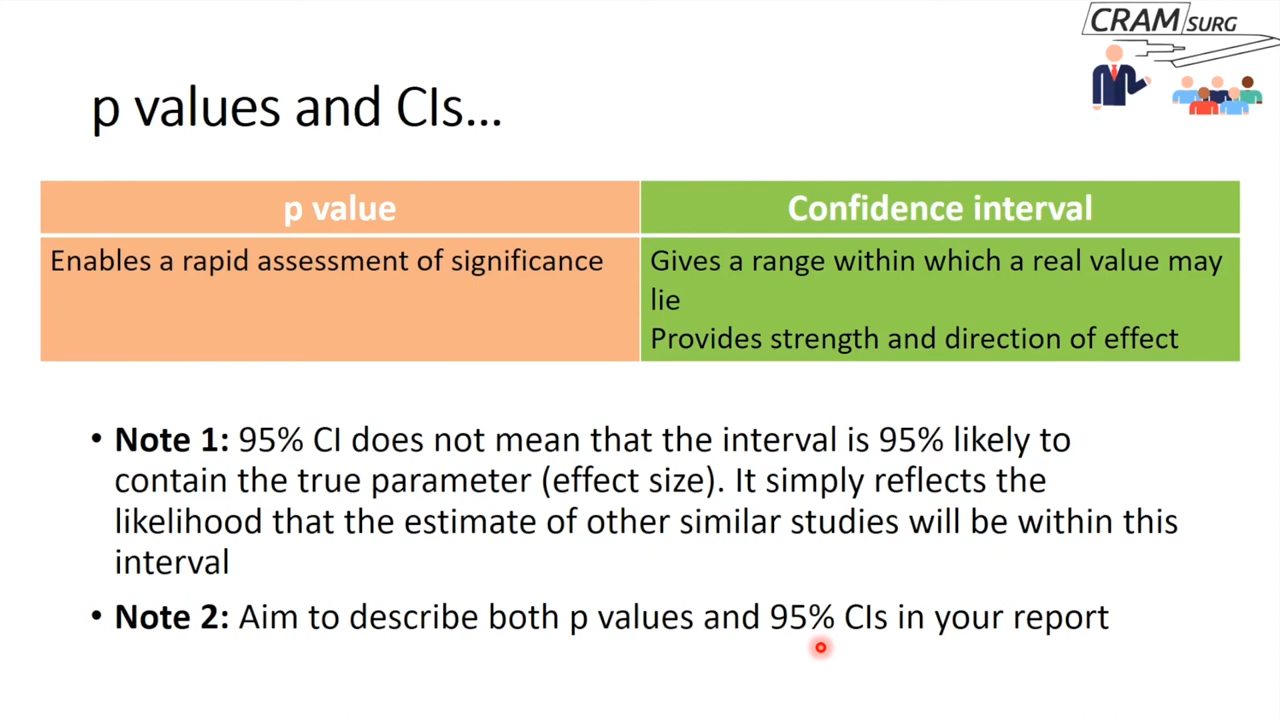 CRAM SURG
p values and CIs...
p value
Confidence interval
Enables a rapid assessment of significance
Gives a range within which a real value may
lie
Provides strength and direction of effect
• Note 1: 95% CI does not mean that the interval is 95% likely to
contain the true parameter (effect size). It simply reflects the
likelihood that the estimate of other similar studies will be within this
interval
• Note 2: Aim to describe both p values and 95% CIs in your report